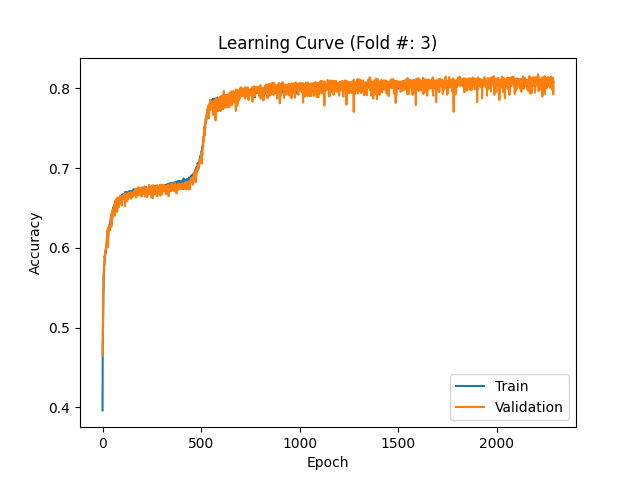 Learning Curve (Fold #: 3)
0.8
0.7
0.6
0.5
0.4
Accuracy
0
500
1000
1500
2000
Epoch
Train
Validation